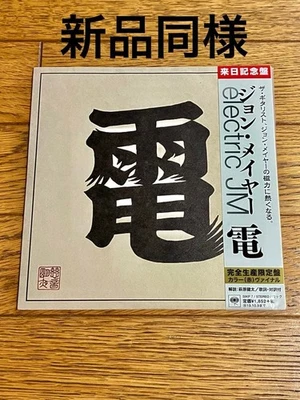 新品同様
電
来日記念盤
ザ・ギタリスト、ジョン・メイヤーの磁力に熱くなる。
ジョン・メイヤー
electric JM
電
完全生産限定盤
カラー(赤)ヴァイナル